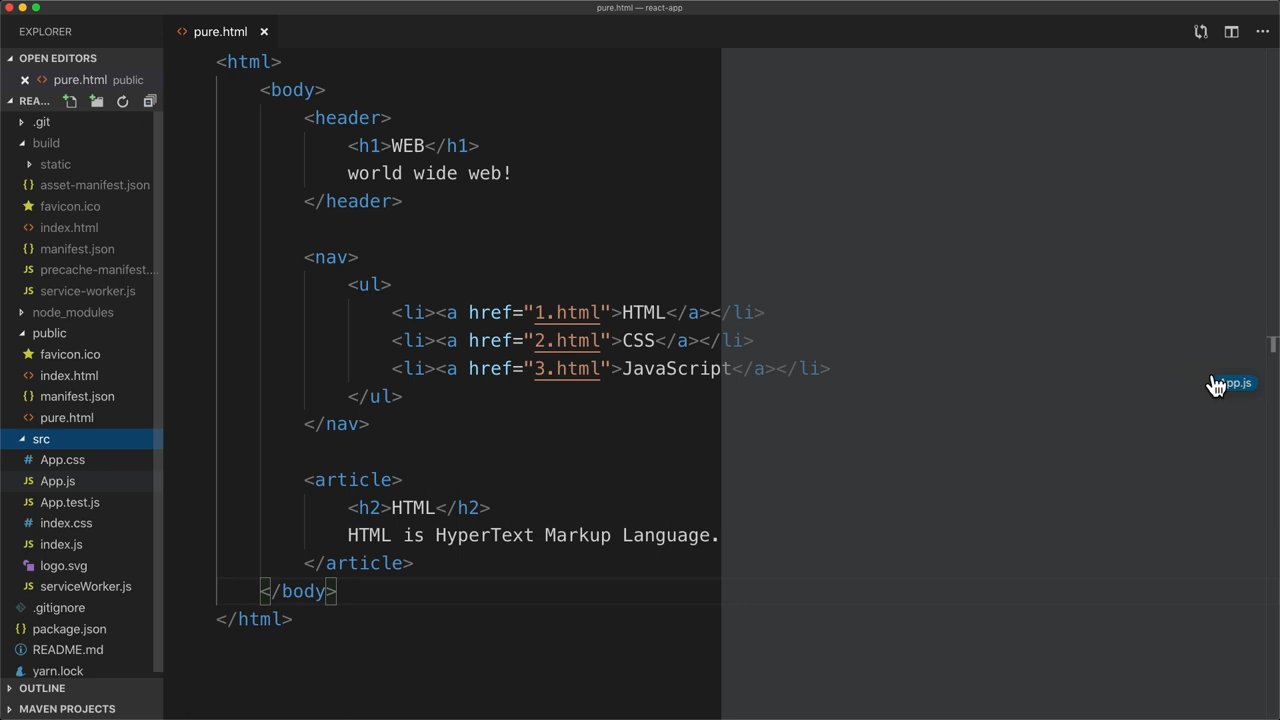 pure.html — react-app
EXPLORER
pure.html
OPEN EDITORS
pure.html public
REA...
.git
build
static
asset-manifest.json
favicon.ico
index.html
manifest.json
precache-manifest....
service-worker.js
node_modules
public
favicon.ico
index.html
manifest.json
pure.html
src
App.css
App.js
App.test.js
index.css
index.js
logo.svg
serviceWorker.js
.gitignore
package.json
README.md
yarn.lock
OUTLINE
MAVEN PROJECTS
<html>
<body>
<header>
<h1>WEB</h1>
world wide web!
</header>
<nav>
<ul>
<li><a href="1.html">HTML</a></li>
<li><a href="2.html">CSS</a></li>
<li><a href="3.html">JavaScript</a></li>
</ul>
</nav>
<article>
<h2>HTML</h2>
HTML is HyperText Markup Language.
</article>
</body>
</html>
App.js